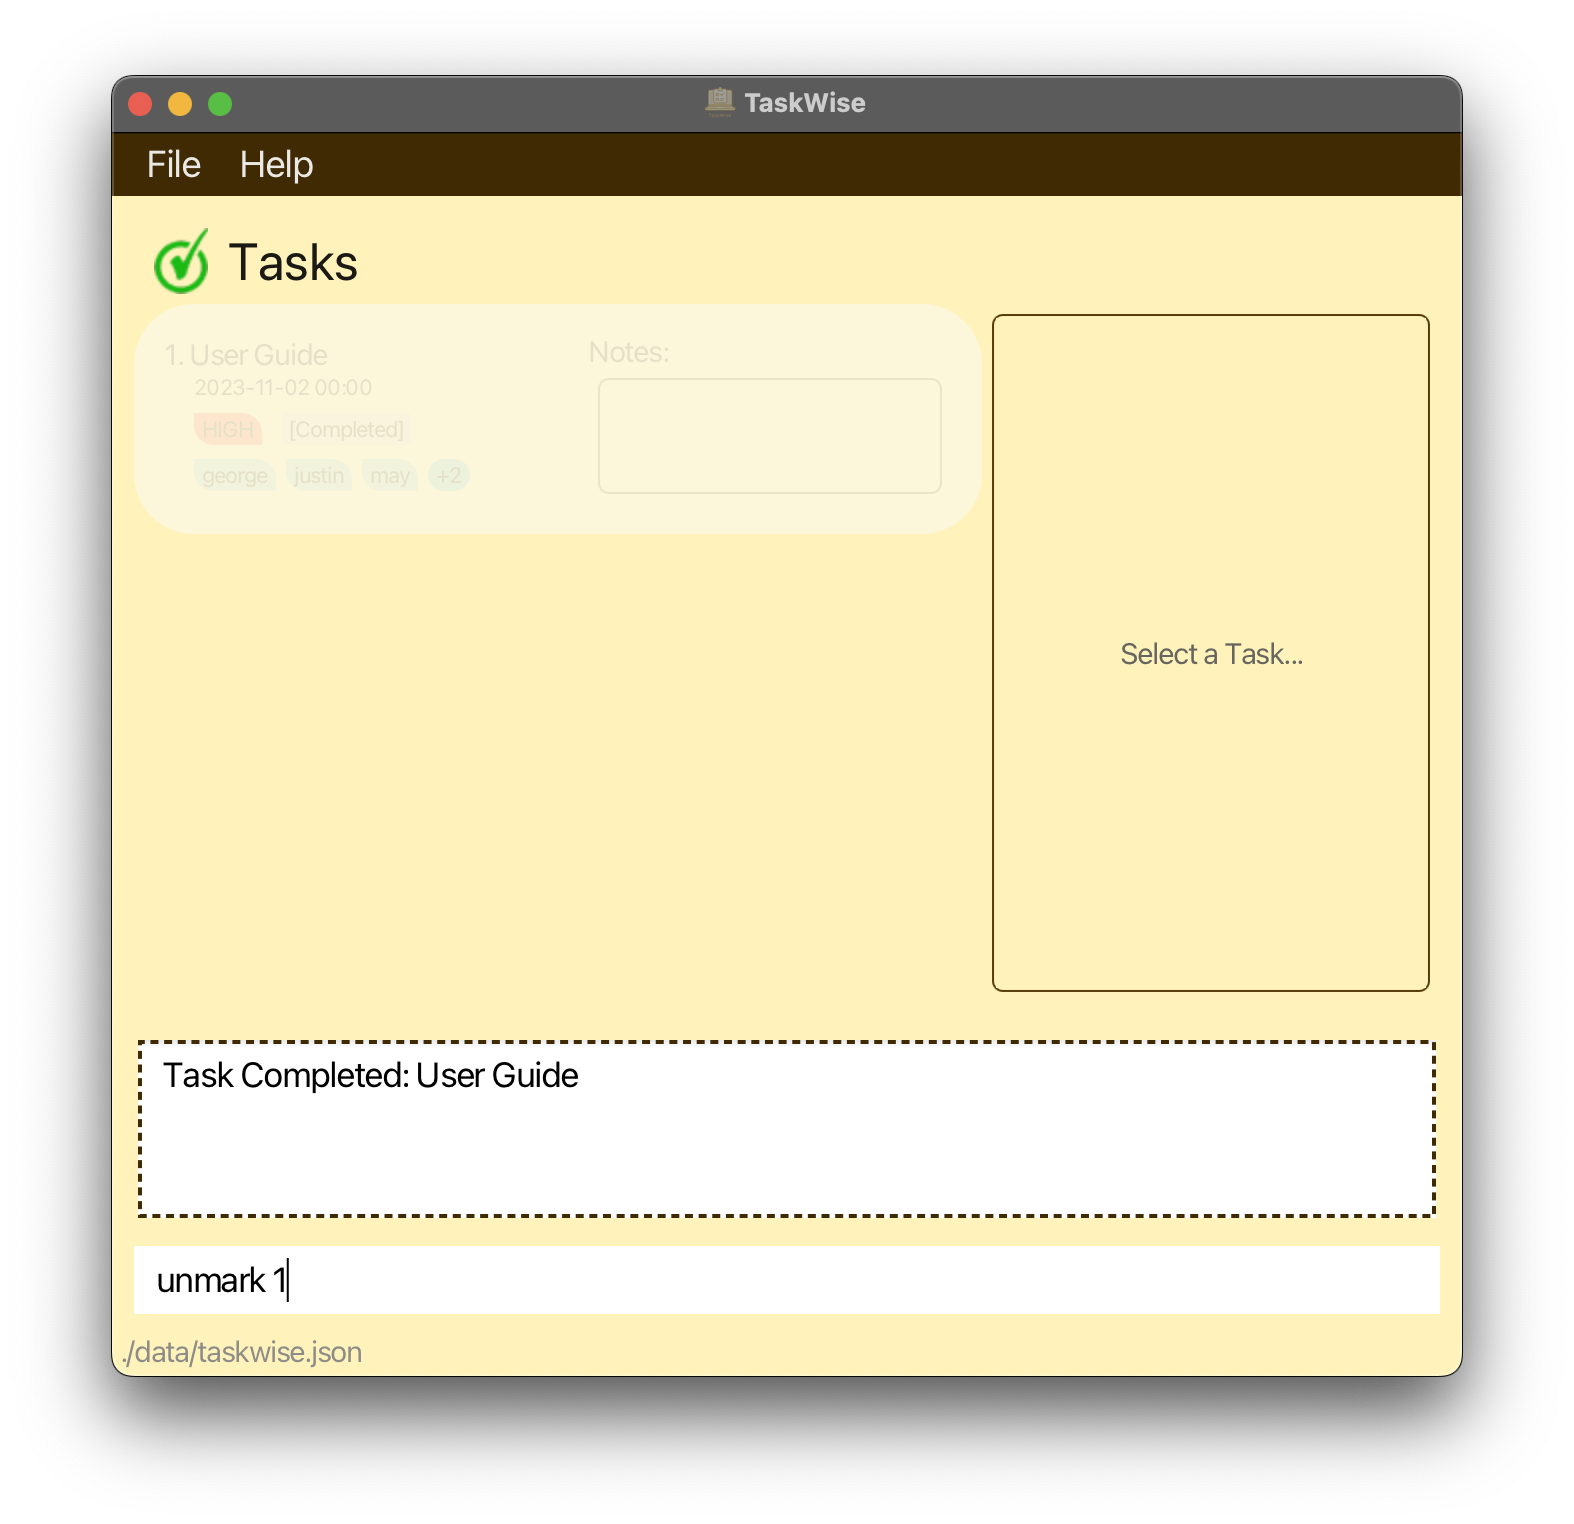 TaskWise
File Help
Tasks
1. User Guide
2023-11-02 00:00
HIGH [Completed]
george justin may +2
Notes:
Select a Task...
Task Completed: User Guide
unmark 1
./data/taskwise.json